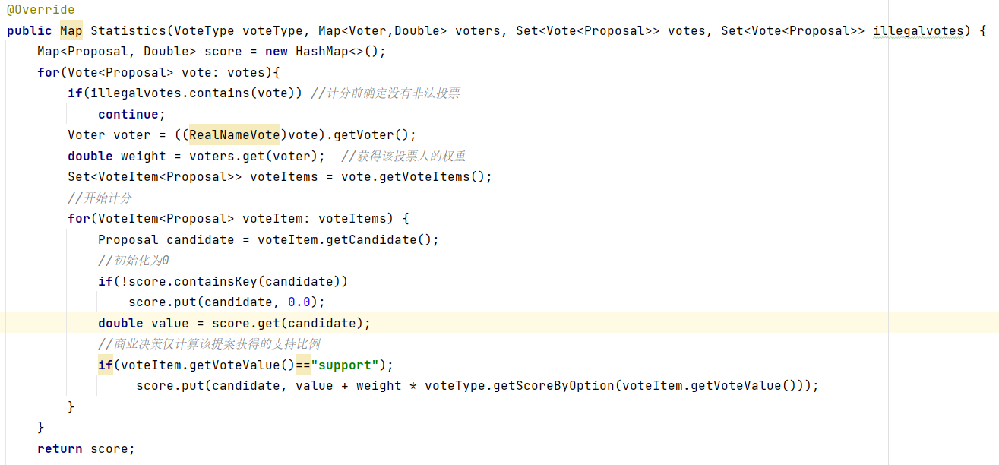 @Override
public Map Statistics(VoteType voteType, Map<Voter,Double> voters, Set<Vote<Proposal>> votes, Set<Vote<Proposal>> illegalvotes) {
    Map<Proposal, Double> score = new HashMap<>();
    for(Vote<Proposal> vote: votes){
        if(illegalvotes.contains(vote)) //计分前确定没有非法投票
            continue;
        Voter voter = ((RealNameVote)vote).getVoter();
        double weight = voters.get(voter);  //获得该投票人的权重
        Set<VoteItem<Proposal>> voteItems = vote.getVoteItems();
        //开始计分
        for(VoteItem<Proposal> voteItem: voteItems) {
            Proposal candidate = voteItem.getCandidate();
            //初始化为0
            if(!score.containsKey(candidate))
                score.put(candidate, 0.0);
            double value = score.get(candidate);
            //商业决策仅计算该提案获得的支持比例
            if(voteItem.getVoteValue()=="support");
                 score.put(candidate, value + weight * voteType.getScoreByOption(voteItem.getVoteValue()));
        }
    }
    return score;